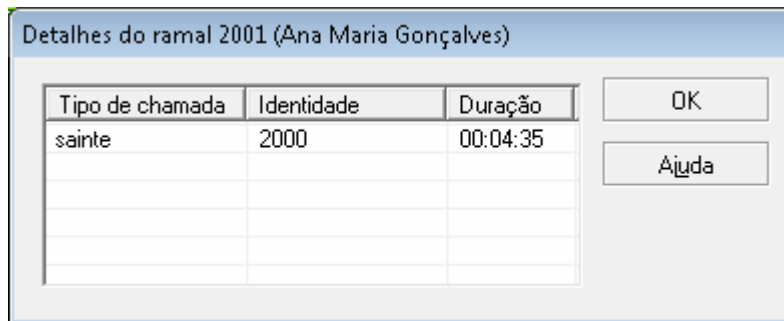 Detalhes do ramal 2001 (Ana Maria Gonçalves)
Tipo de chamada Identidade Duração
sainte 2000 00:04:35
OK
Ajuda